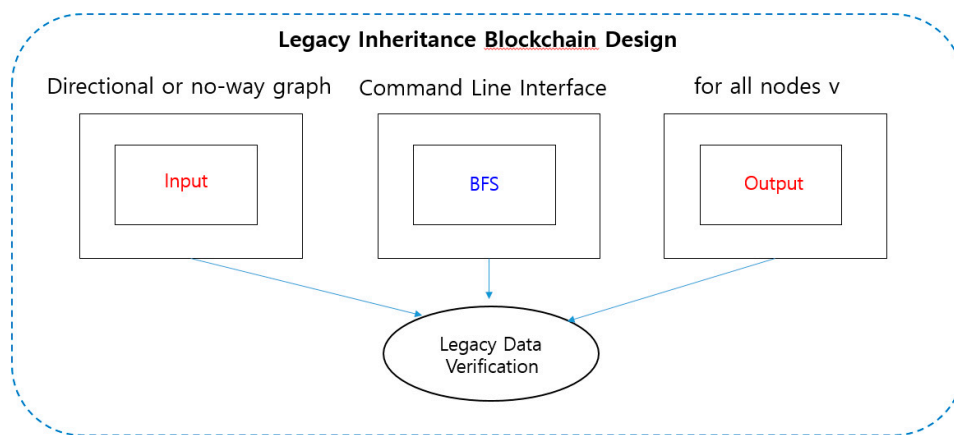 Legacy Inheritance Blockchain Design
Directional or no-way graph
Command Line Interface
for all nodes v
Input
BFS
Output
Legacy Data
Verification